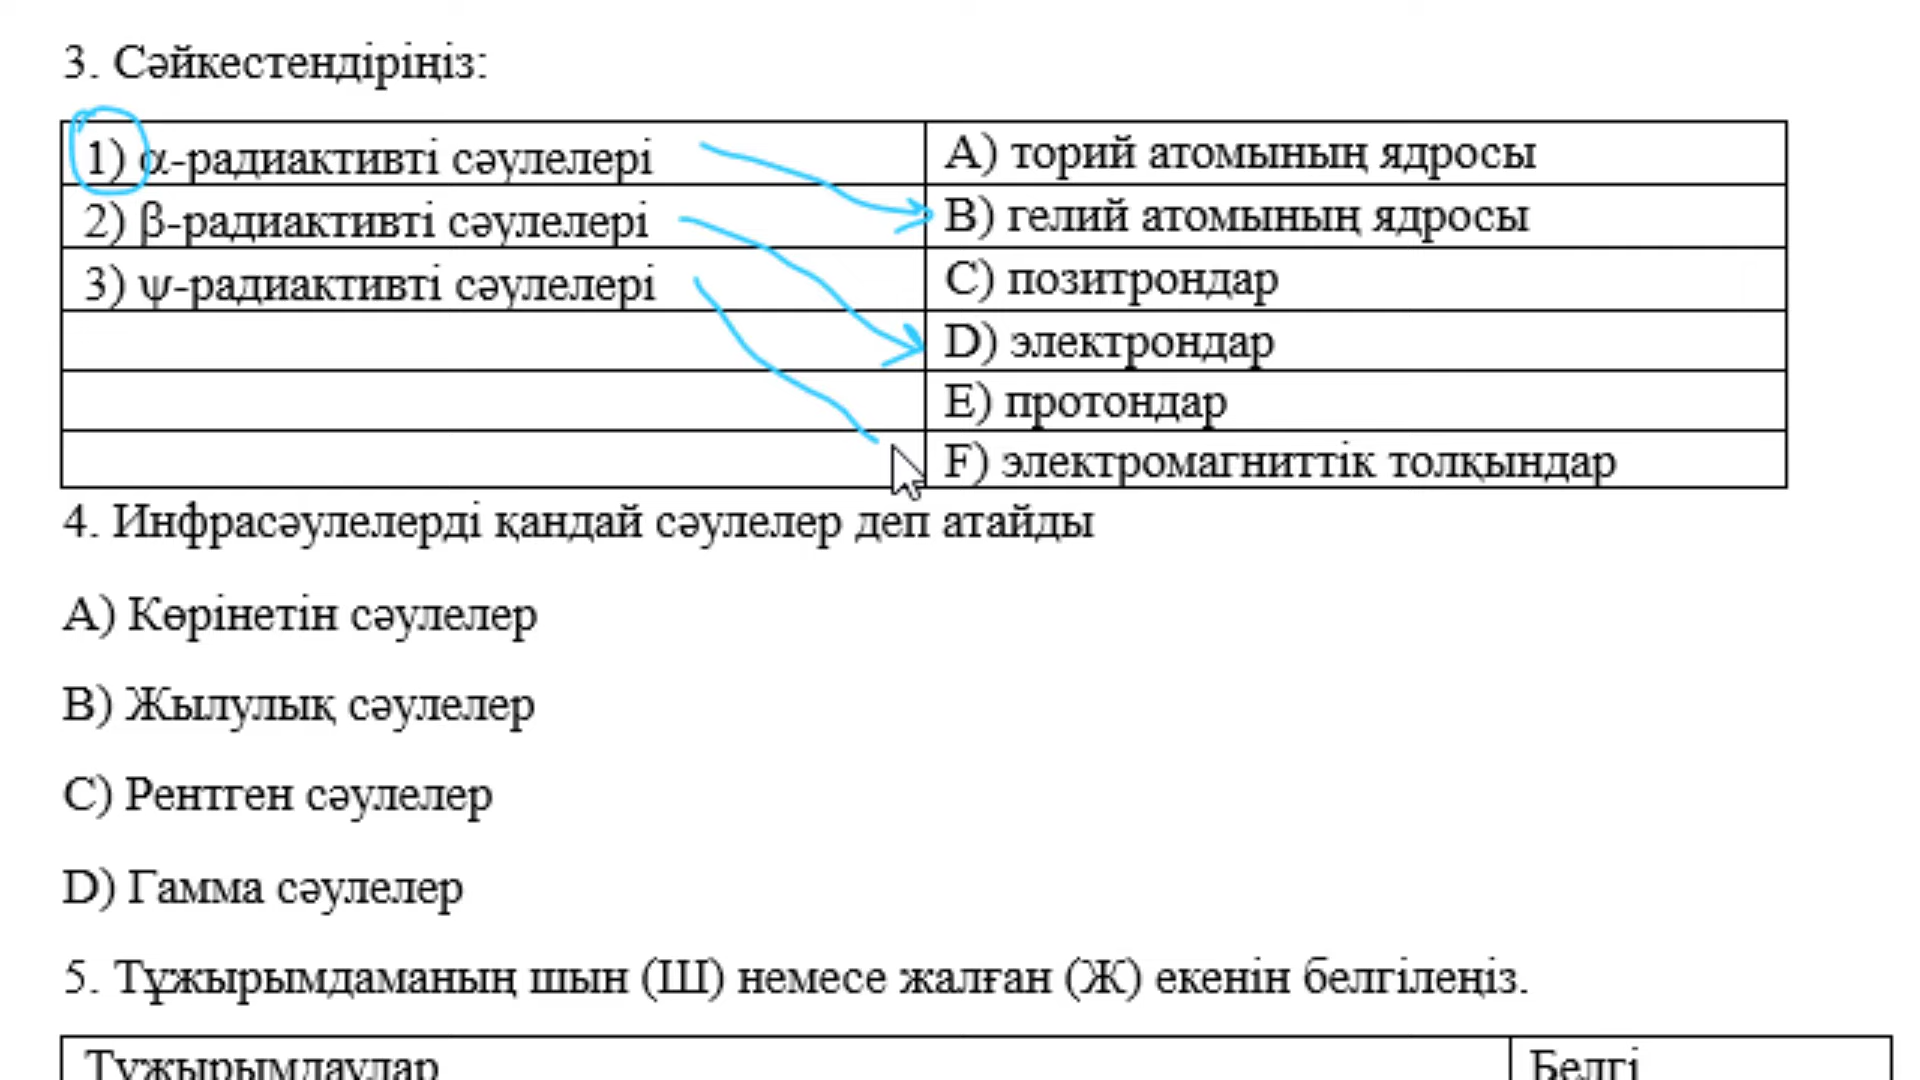 3. Сәйкестендіріңіз:
1) α-радиактивті сәулелері
A) торий атомының ядросы
2) β-радиактивті сәулелері
B) гелий атомының ядросы
3) ψ-радиактивті сәулелері
C) позитрондар
D) электрондар
E) протондар
F) электромагниттік толқындар
4. Инфрасәулелерді қандай сәулелер деп атайды
A) Көрінетін сәулелер
B) Жылулық сәулелер
C) Рентген сәулелер
D) Гамма сәулелер
5. Тұжырымдаманың шын (Ш) немесе жалған (Ж) екенін белгілеңіз.
Тұжырымдаулар
Белгі